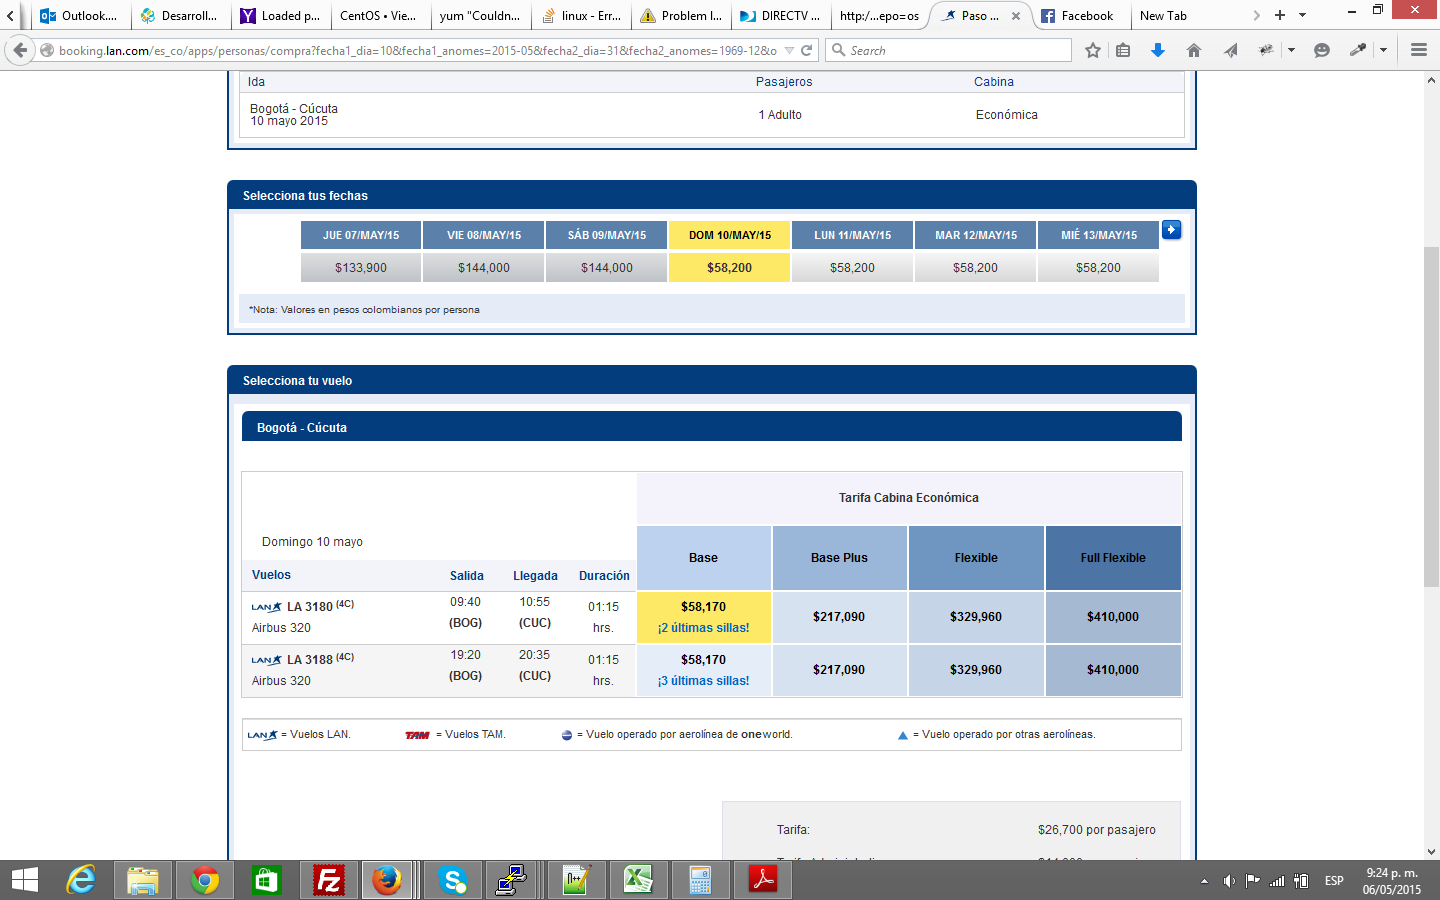 Outlook....
Desarroll...
Loaded p...
CentOS • Vie...
yum "Couldn...
linux - Err...
Problem l...
DIRECTV ...
http:/...epo=os
Paso ...
Facebook
New Tab
booking.lan.com/es_co/apps/personas/compra?fecha1_dia=10&fecha1_anomes=2015-05&fecha2_dia=31&fecha2_anomes=1969-12&o
Search
Ida Pasajeros Cabina
Bogotá - Cúcuta
10 mayo 2015
1 Adulto
Económica
Selecciona tus fechas
JUE 07/MAY/15 VIE 08/MAY/15 SÁB 09/MAY/15 DOM 10/MAY/15 LUN 11/MAY/15 MAR 12/MAY/15 MIÉ 13/MAY/15
$133,900 $144,000 $144,000 $58,200 $58,200 $58,200 $58,200
*Nota: Valores en pesos colombianos por persona
Selecciona tu vuelo
Bogotá - Cúcuta
Tarifa Cabina Económica
Domingo 10 mayo
Base Base Plus Flexible Full Flexible
Vuelos Salida Llegada Duración
LAN LA 3180 (4C) 09:40 10:55 01:15 $58,170 $217,090 $329,960 $410,000
Airbus 320 (BOG) (CUC) hrs. ¡2 últimas sillas!
LAN LA 3188 (4C) 19:20 20:35 01:15 $58,170 $217,090 $329,960 $410,000
Airbus 320 (BOG) (CUC) hrs. ¡3 últimas sillas!
LAN = Vuelos LAN. TAM = Vuelos TAM. = Vuelo operado por aerolínea de oneworld. = Vuelo operado por otras aerolíneas.
Tarifa: $26,700 por pasajero
ESP
9:24 p. m.
06/05/2015